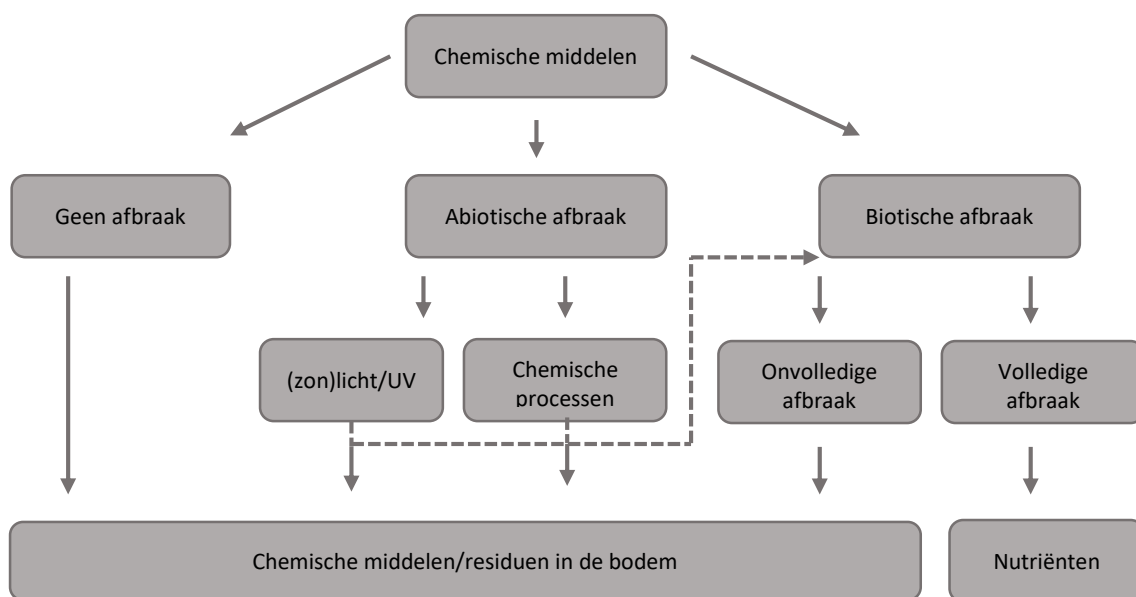 Chemische middelen
Geen afbraak
Abiotische afbraak
Biotische afbraak
(zon)licht/UV
Chemische
processen
Onvolledige
afbraak
Volledige
afbraak
Chemische middelen/residuen in de bodem
Nutriënten